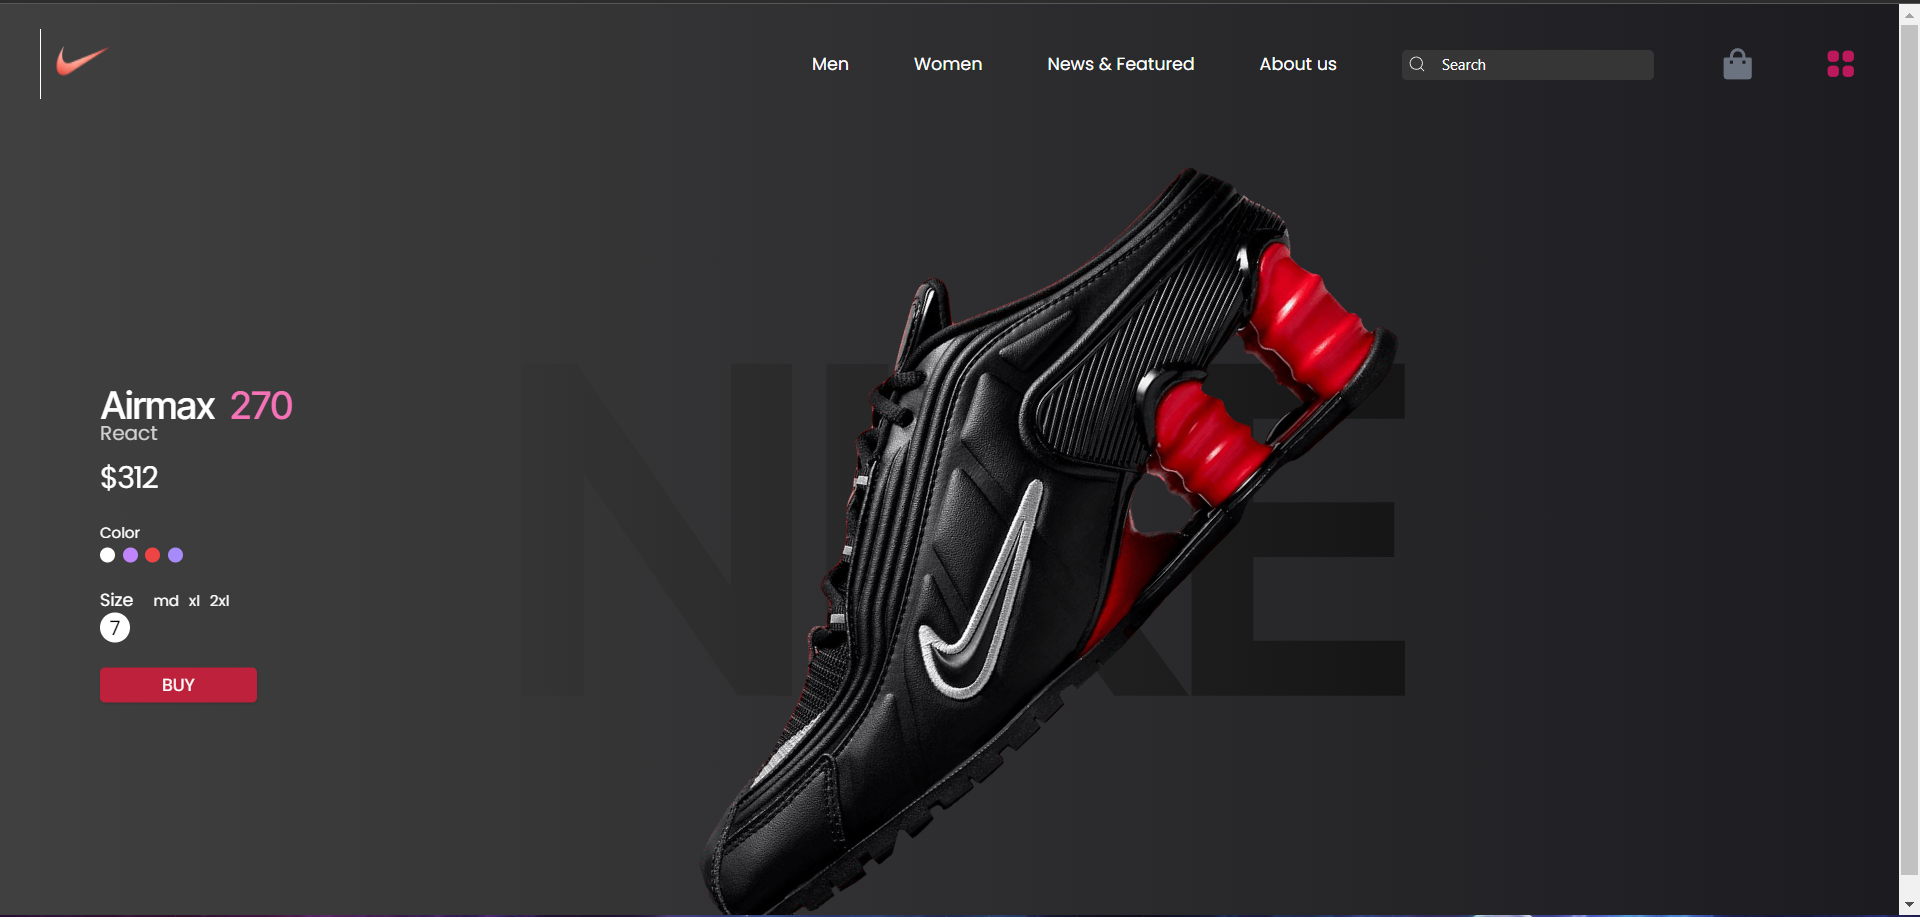 Men Women News & Featured About us Search
NIKE
Airmax 270
React
$312
Color
Size md xl 2xl
7
BUY